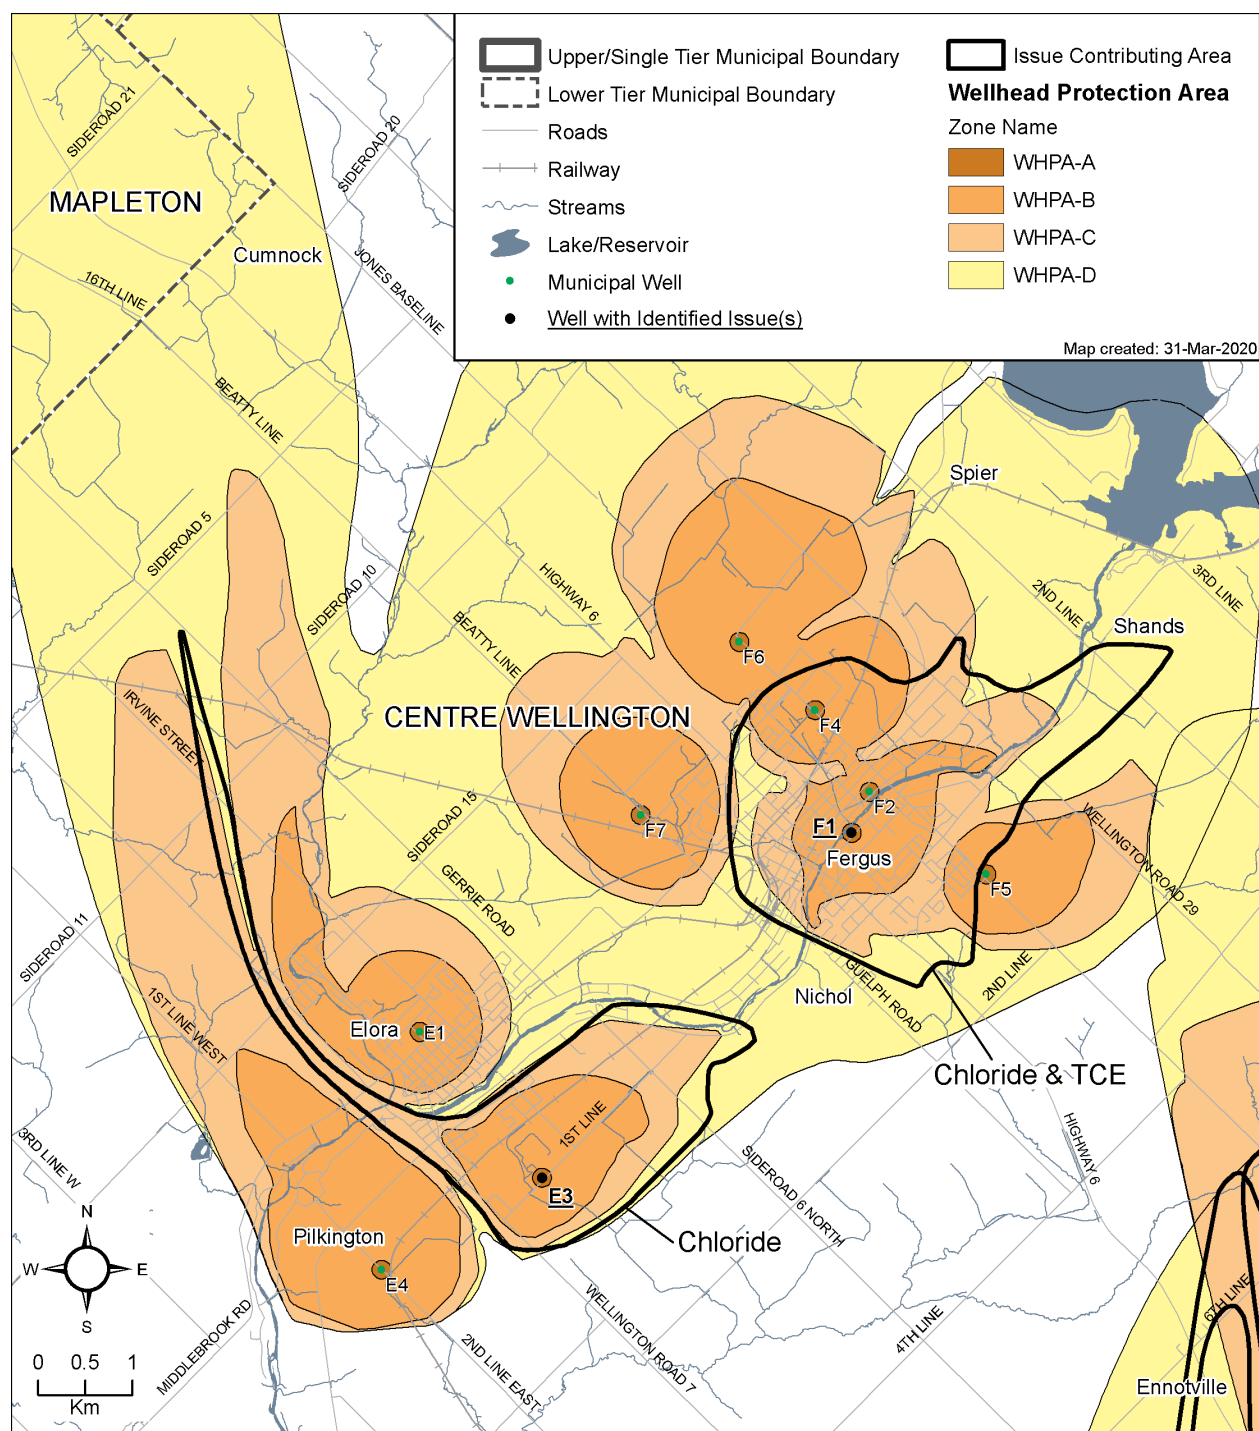 Upper/Single Tier Municipal Boundary
Lower Tier Municipal Boundary
Roads
Railway
Streams
Lake/Reservoir
Municipal Well
Well with Identified Issue(s)
Issue Contributing Area
Wellhead Protection Area
Zone Name
WHPA-A
WHPA-B
WHPA-C
WHPA-D
Map created: 31-Mar-2020
SIDEROAD 21
SIDEROAD 20
MAPLETON
Cumnock
JONES BASELINE
16TH LINE
BEATTY LINE
Spier
SIDEROAD 5
SIDEROAD 10
HIGHWAY 6
2ND LINE
3RD LINE
BEATTY LINE
Shands
F6
IRVINE STREET
CENTRE WELLINGTON
F4
F2
F7
F1
Fergus
SIDEROAD 15
WELLINGTON ROAD 29
GERRIE ROAD
F5
SIDEROAD 11
1ST LINE WEST
Nichol
GUELPH ROAD
2ND LINE
Elora
E1
Chloride & TCE
1ST LINE
HIGHWAY 6
3RD LINE W
SIDEROAD 6 NORTH
E3
N
W
E
S
Pilkington
Chloride
E4
MIDDLEBROOK RD
2ND LINE EAST
WELLINGTON ROAD 7
4TH LINE
6TH LINE
Ennotville
0 0.5 1
Km